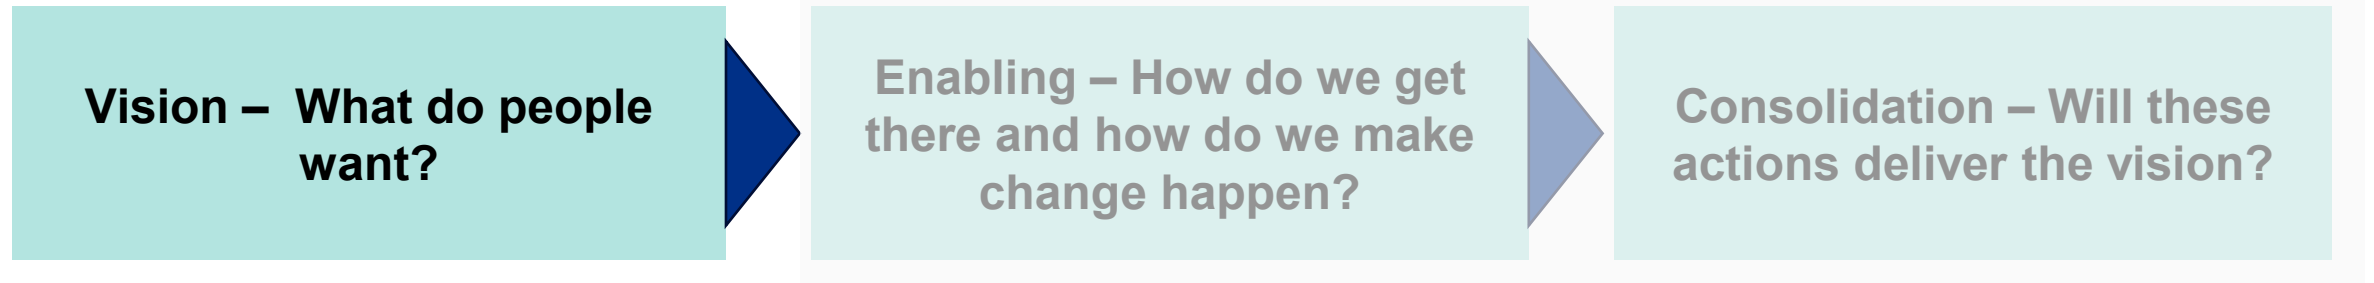 Vision –  What do people
want?
Enabling – How do we get
there and how do we make
change happen?
Consolidation – Will these
actions deliver the vision?